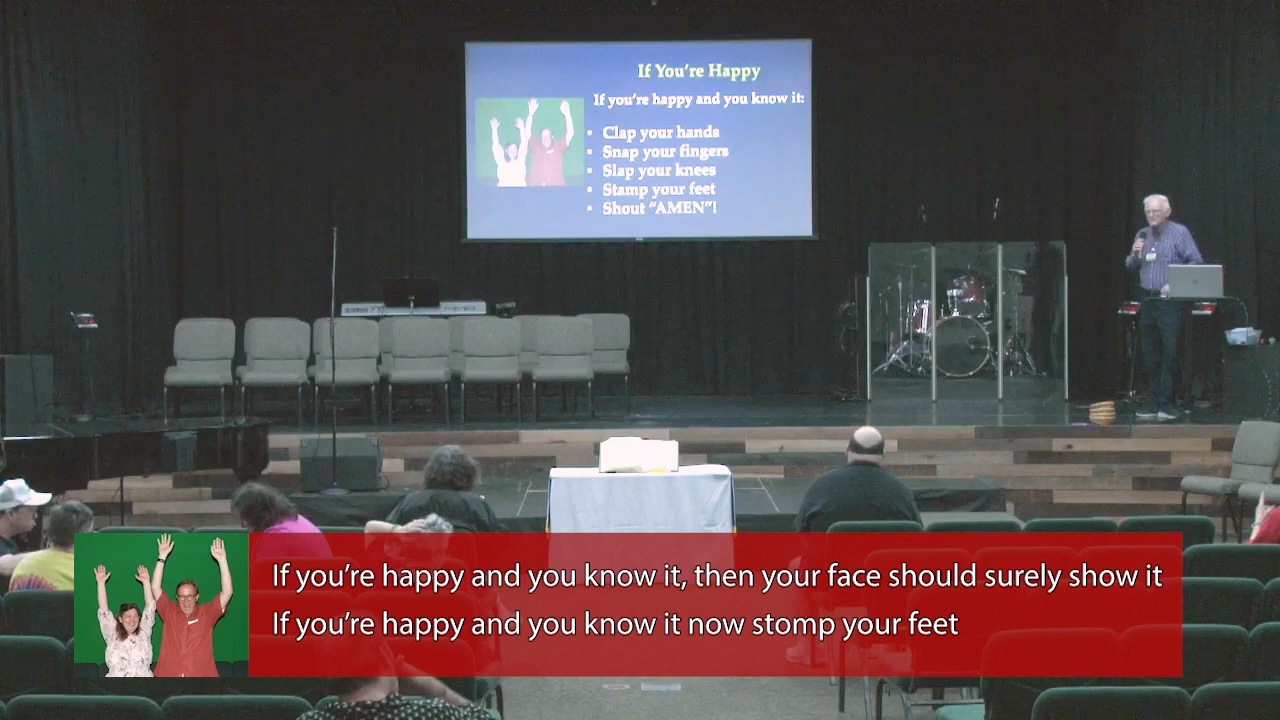 If You're Happy
If you're happy and you know it:
• Clap your hands
• Snap your fingers
• Slap your knees
• Stamp your feet
• Shout "AMEN"!
If you're happy and you know it, then your face should surely show it
If you're happy and you know it now stomp your feet